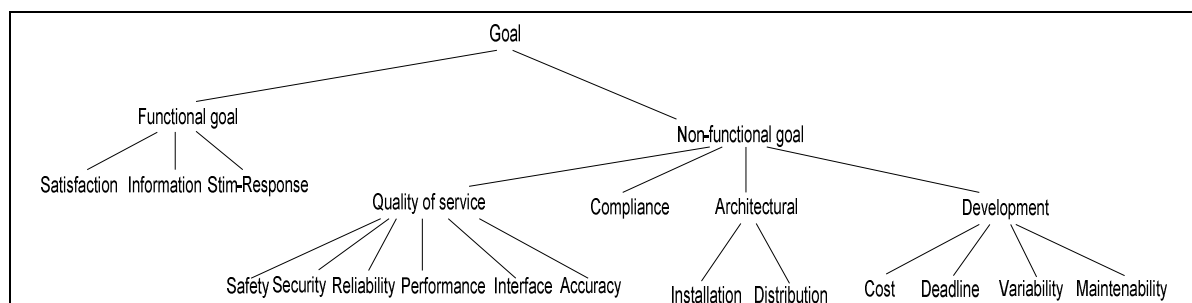 Goal
Functional goal
Non-functional goal
Satisfaction Information Stim-Response
Quality of service Compliance Architectural Development
Safety Security Reliability Performance Interface Accuracy Installation Distribution Cost Deadline Variability Maintenability